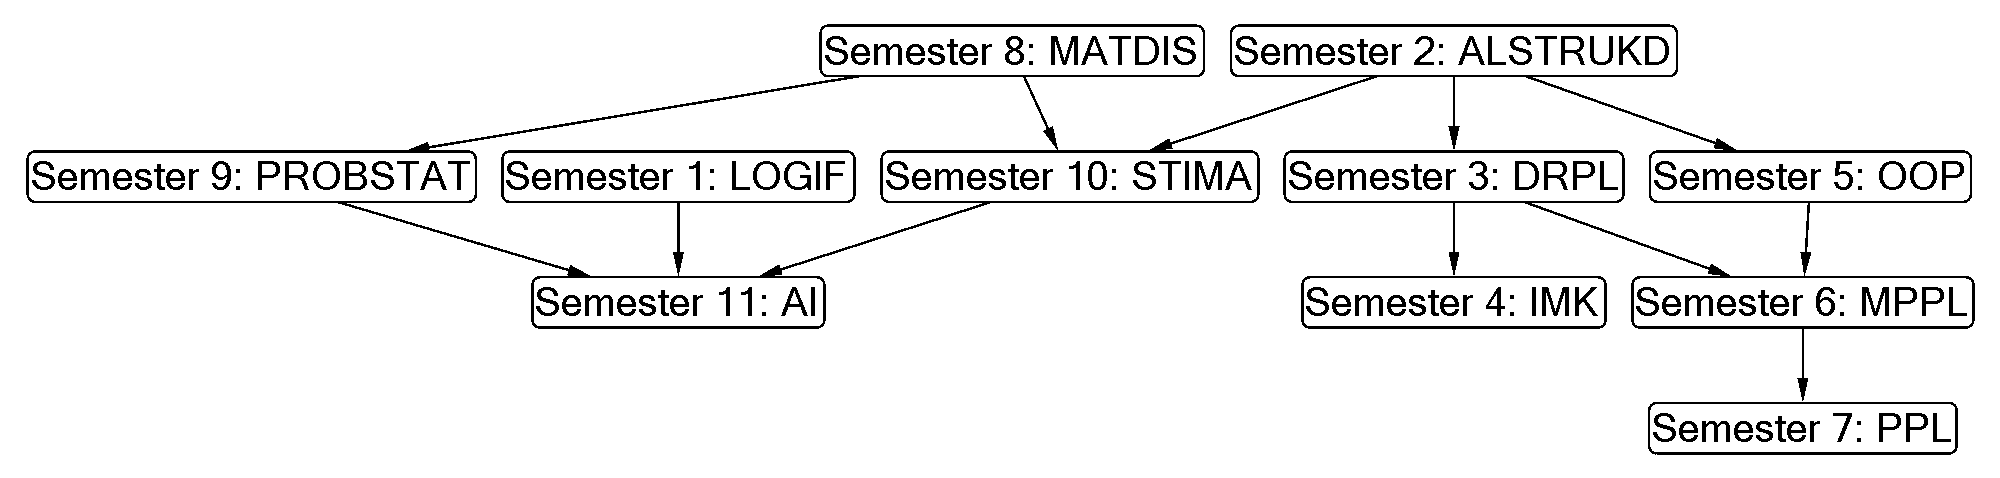 Semester 8: MATDIS
Semester 2: ALSTRUKD
Semester 9: PROBSTAT
Semester 1: LOGIF
Semester 10: STIMA
Semester 3: DRPL
Semester 5: OOP
Semester 11: AI
Semester 4: IMK
Semester 6: MPPL
Semester 7: PPL